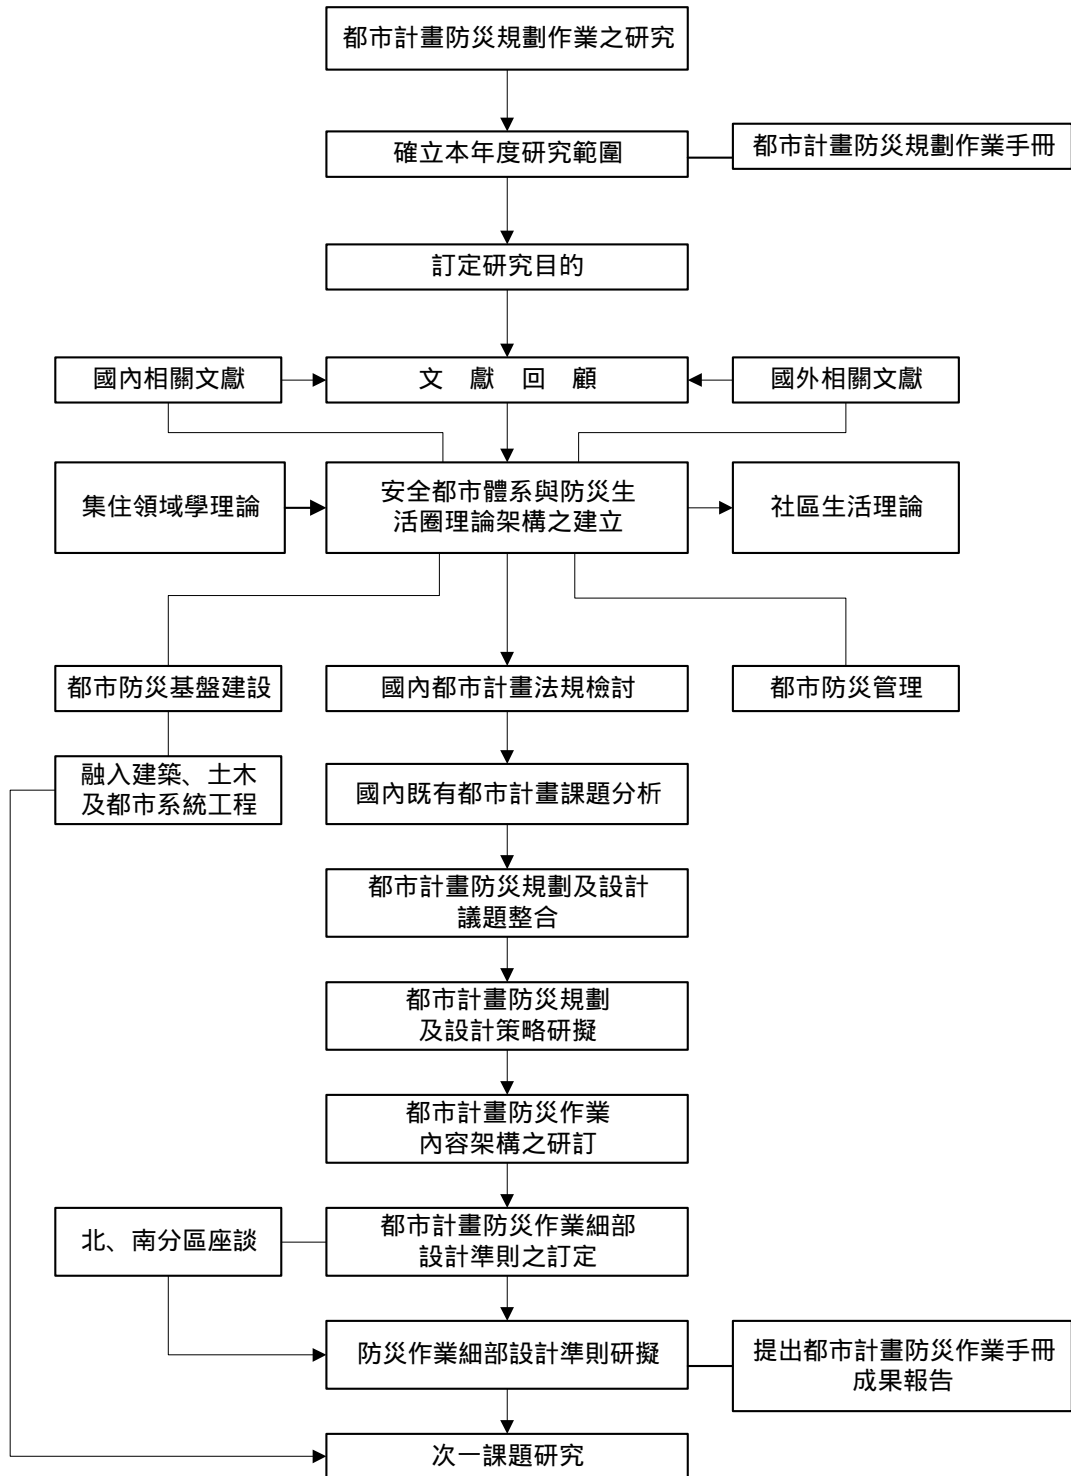 都市計畫防災規劃作業之研究
確立本年度研究範圍
都市計畫防災規劃作業手冊
訂定研究目的
國內相關文獻
文 獻 回 顧
國外相關文獻
集住領域學理論
安全都市體系與防災生
活圈理論架構之建立
社區生活理論
都市防災基盤建設
國內都市計畫法規檢討
都市防災管理
融入建築、土木
及都市系統工程
國內既有都市計畫課題分析
都市計畫防災規劃及設計
議題整合
都市計畫防災規劃
及設計策略研擬
都市計畫防災作業
內容架構之研訂
北、南分區座談
都市計畫防災作業細部
設計準則之訂定
防災作業細部設計準則研擬
提出都市計畫防災作業手冊
成果報告
次一課題研究